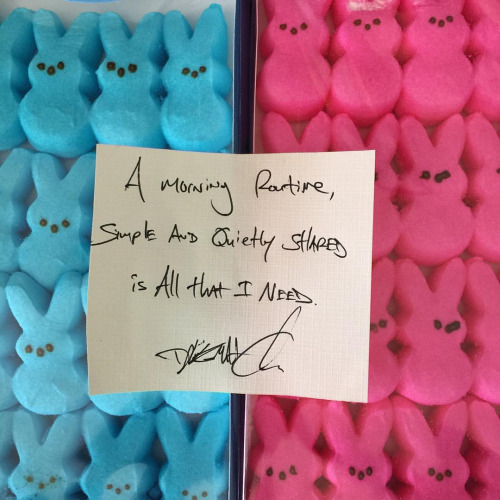 A Morning Routine,
Simple AND Quietly SHARED
is All that I NEED.